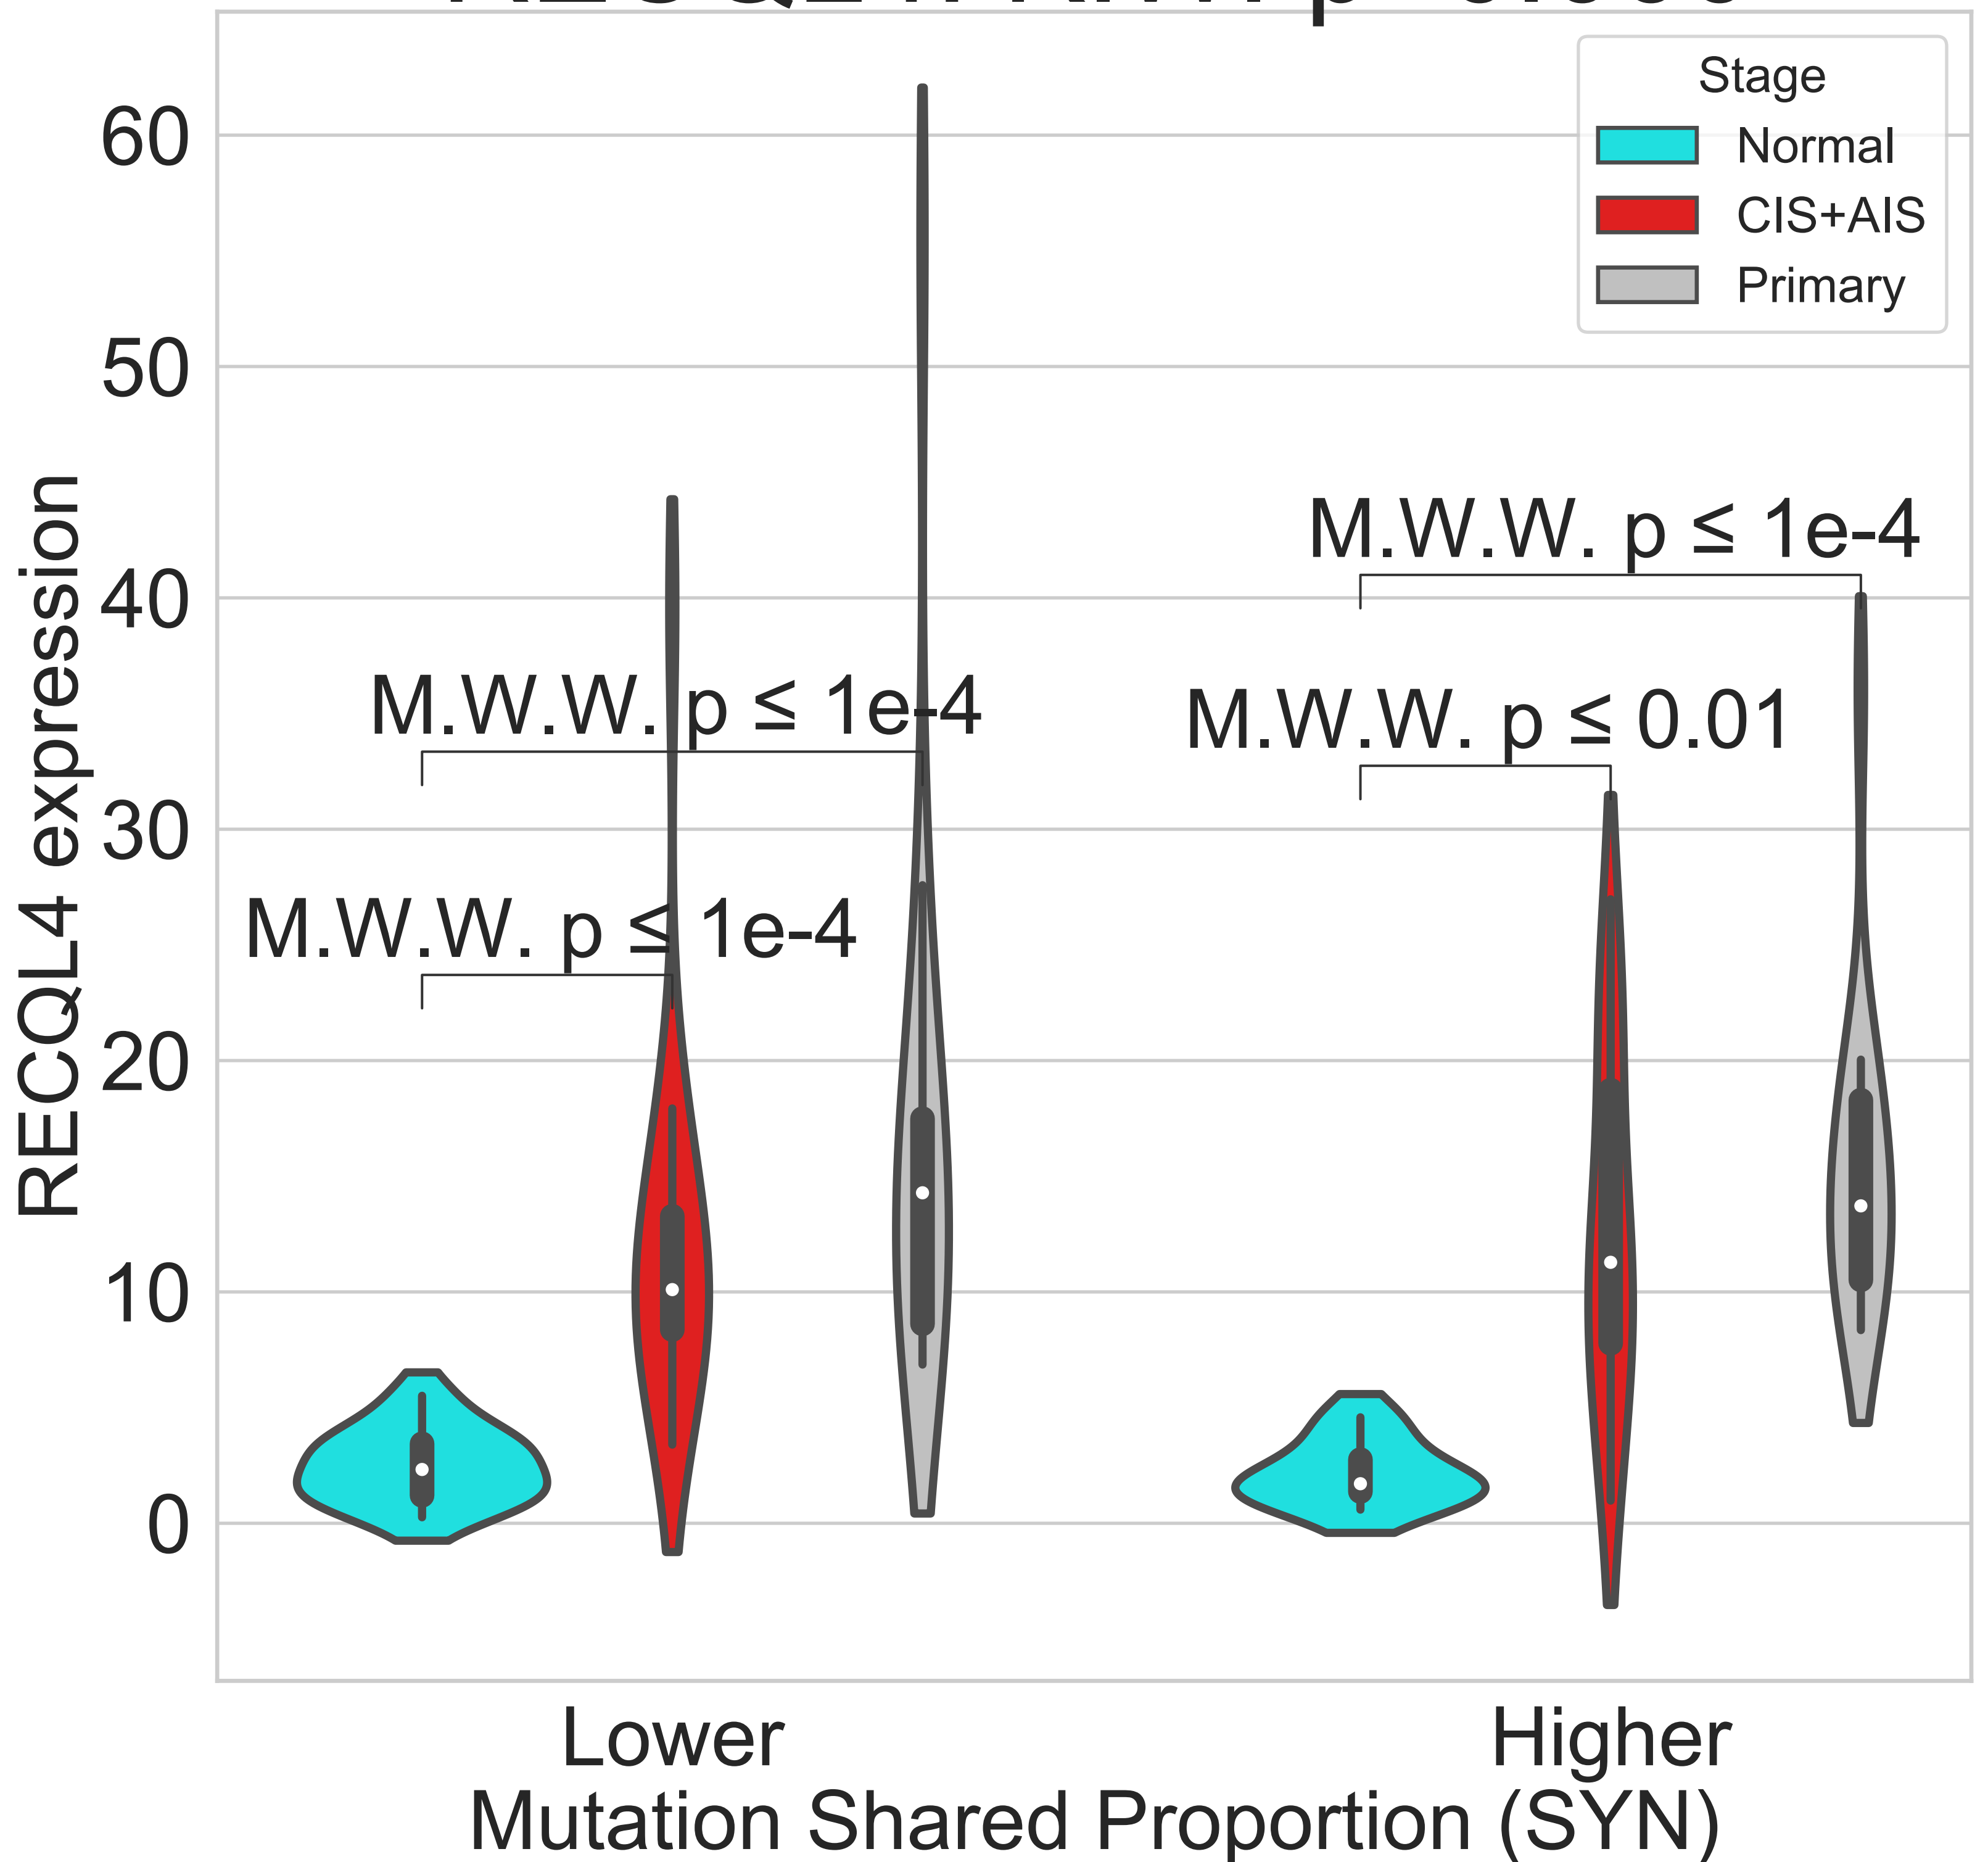 Stage
Normal
CIS+AIS
Primary
60
50
40
30
20
10
0
RECQL4 expression
M.W.W. p ≤ 1e-4
M.W.W. p ≤ 1e-4
M.W.W. p ≤ 0.01
M.W.W. p ≤ 1e-4
Lower
Higher
Mutation Shared Proportion (SYN)